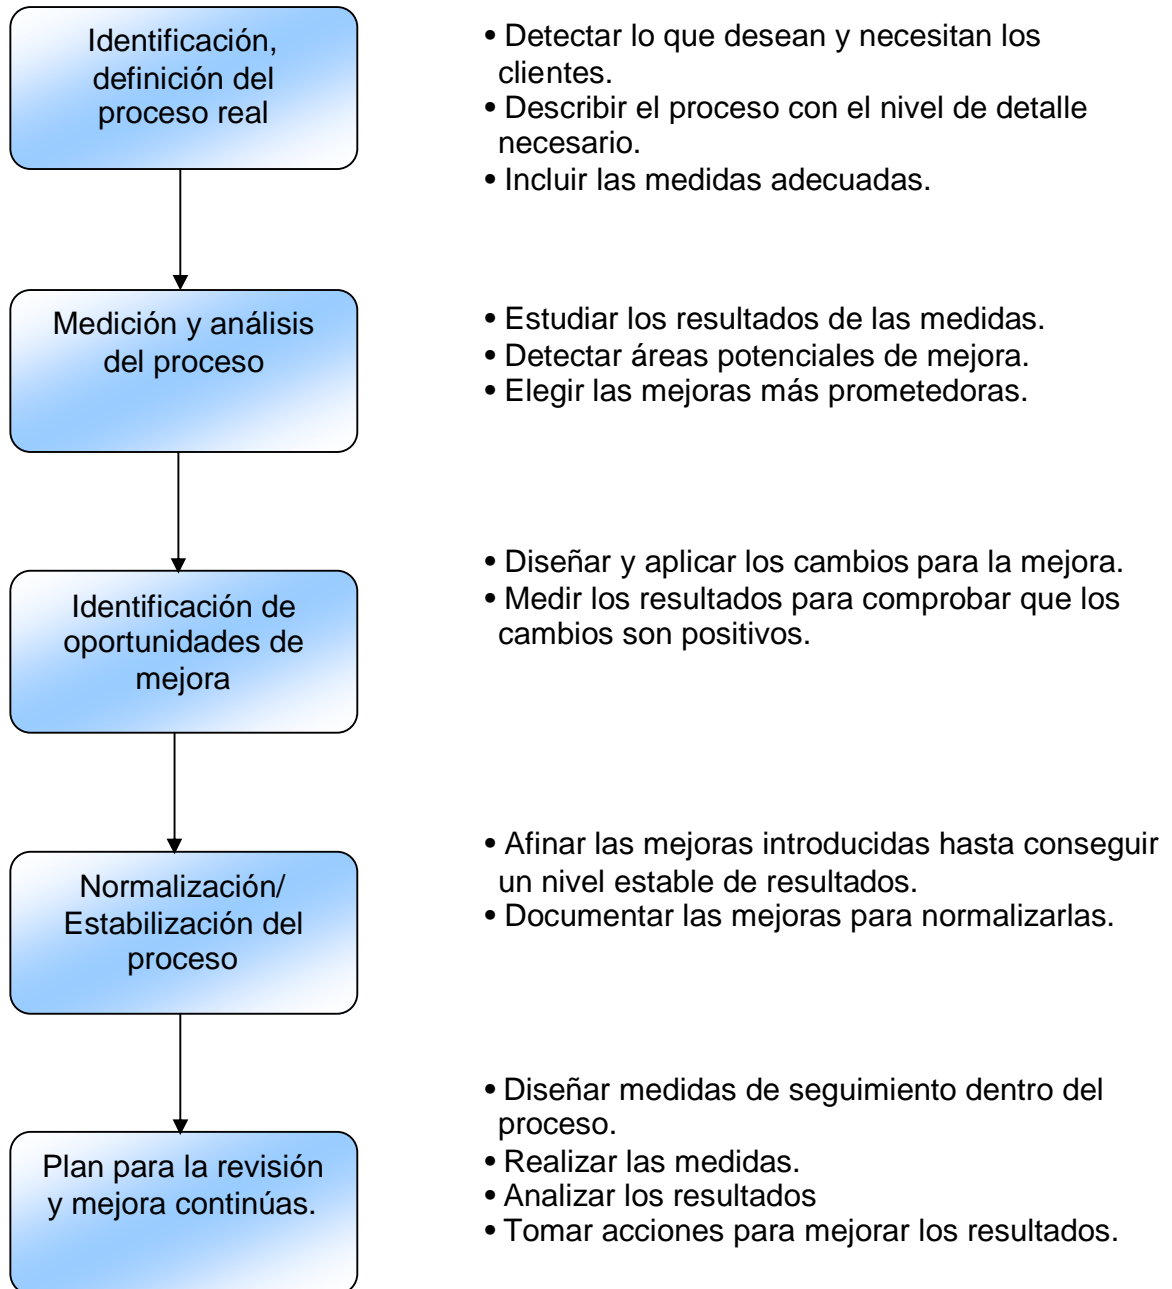 Identificación,
definición del
proceso real
• Detectar lo que desean y necesitan los
clientes.
• Describir el proceso con el nivel de detalle
necesario.
• Incluir las medidas adecuadas.
Medición y análisis
del proceso
• Estudiar los resultados de las medidas.
• Detectar áreas potenciales de mejora.
• Elegir las mejoras más prometedoras.
Identificación de
oportunidades de
mejora
• Diseñar y aplicar los cambios para la mejora.
• Medir los resultados para comprobar que los
cambios son positivos.
Normalización/
Estabilización del
proceso
• Afinar las mejoras introducidas hasta conseguir
un nivel estable de resultados.
• Documentar las mejoras para normalizarlas.
Plan para la revisión
y mejora continúas.
• Diseñar medidas de seguimiento dentro del
proceso.
• Realizar las medidas.
• Analizar los resultados
• Tomar acciones para mejorar los resultados.